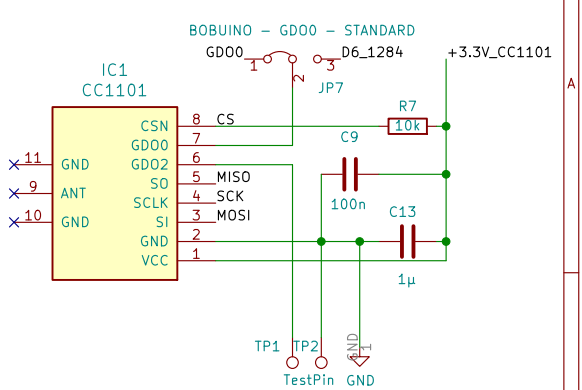 BOBUINO - GDO0 - STANDARD
GDO0 1 2 3 D6_1284
JP7
+3.3V_CC1101
A
IC1
CC1101
R7
10k
C9
100n
C13
1µ
CSN 8 CS
GDO0 7
GDO2 6
SO 5 MISO
SCLK 4 SCK
SI 3 MOSI
GND 2
VCC 1
11 GND
9 ANT
10 GND
TP1 TP2
TestPin
GND 1
GND